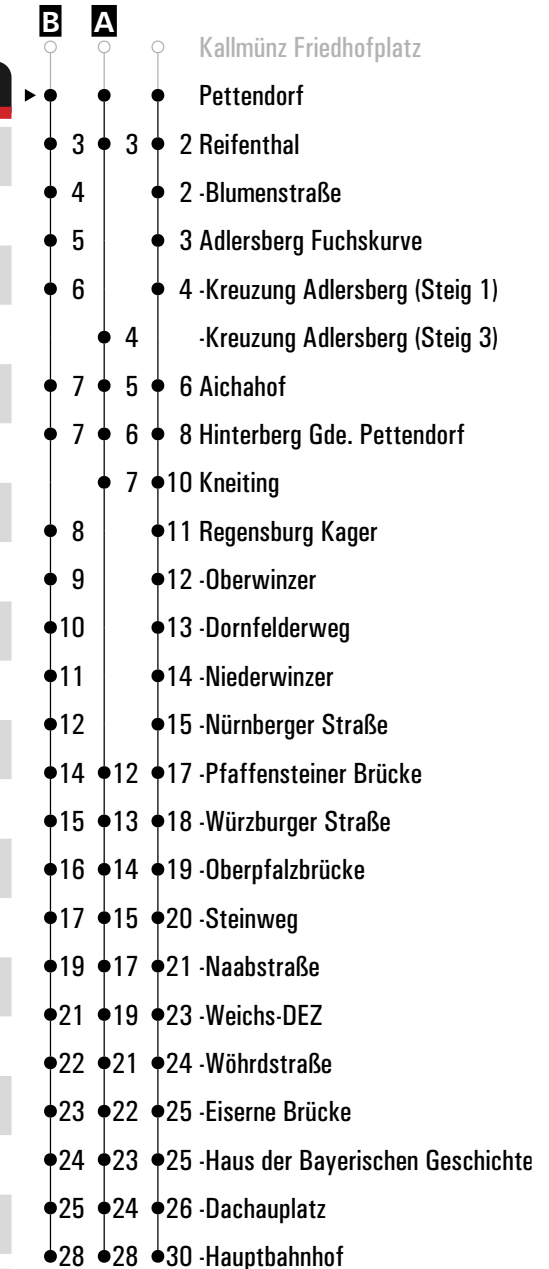 B A
Kallmünz Friedhofplatz
Pettendorf
3 3 2 Reifenthal
4 2 -Blumenstraße
5 3 Adlersberg Fuchskurve
6 4 -Kreuzung Adlersberg (Steig 1)
4 -Kreuzung Adlersberg (Steig 3)
7 5 6 Aichahof
7 6 8 Hinterberg Gde. Pettendorf
7 10 Kneiting
8 11 Regensburg Kager
9 12 -Oberwinzer
10 13 -Dornfelderweg
11 14 -Niederwinzer
12 15 -Nürnberger Straße
14 12 17 -Pfaffensteiner Brücke
15 13 18 -Würzburger Straße
16 14 19 -Oberpfalzbrücke
17 15 20 -Steinweg
19 17 21 -Naabstraße
21 19 23 -Weichs-DEZ
22 21 24 -Wöhrdstraße
23 22 25 -Eiserne Brücke
24 23 25 -Haus der Bayerischen Geschichte
25 24 26 -Dachauplatz
28 28 30 -Hauptbahnhof